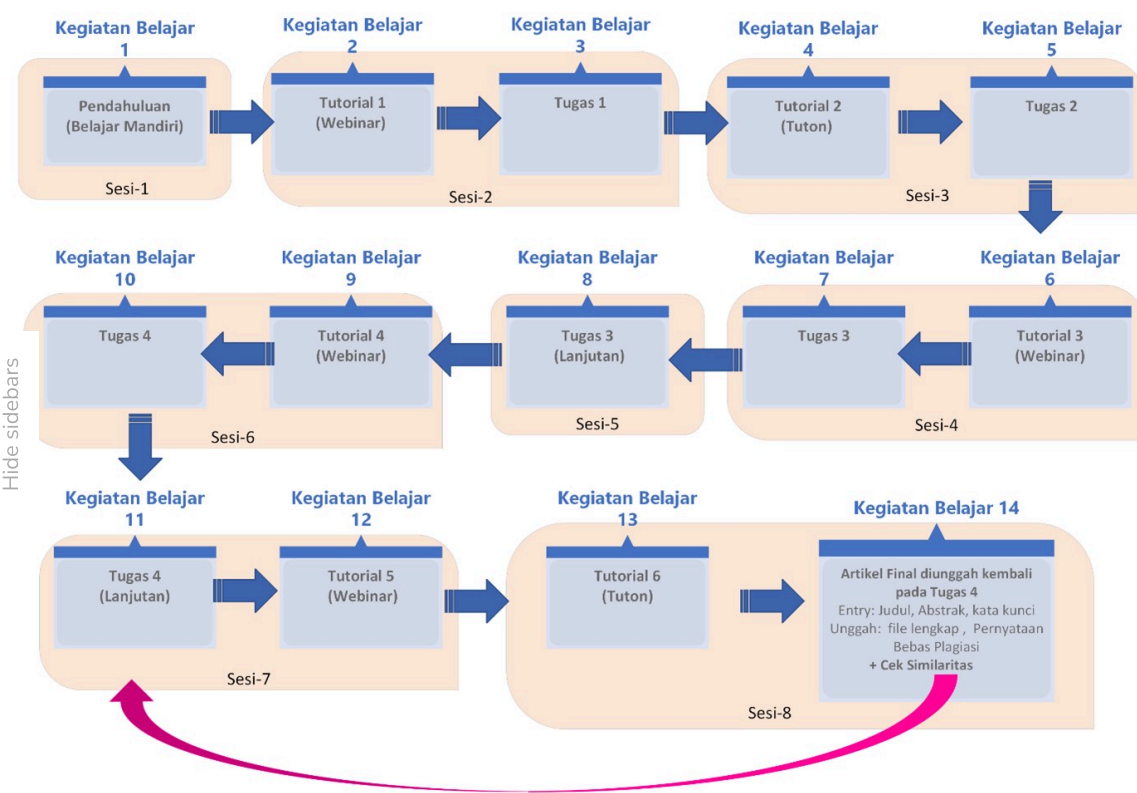 Kegiatan Belajar
1
Pendahuluan
(Belajar Mandiri)
Sesi-1
Kegiatan Belajar
2
Tutorial 1
(Webinar)
Kegiatan Belajar
3
Tugas 1
Sesi-2
Kegiatan Belajar
4
Tutorial 2
(Tuton)
Kegiatan Belajar
5
Tugas 2
Sesi-3
Kegiatan Belajar
6
Tutorial 3
(Webinar)
Kegiatan Belajar
7
Tugas 3
Sesi-4
Kegiatan Belajar
8
Tugas 3
(Lanjutan)
Sesi-5
Kegiatan Belajar
9
Tutorial 4
(Webinar)
Kegiatan Belajar
10
Tugas 4
Sesi-6
Hide sidebars
Kegiatan Belajar
11
Tugas 4
(Lanjutan)
Kegiatan Belajar
12
Tutorial 5
(Webinar)
Sesi-7
Kegiatan Belajar
13
Tutorial 6
(Tuton)
Kegiatan Belajar 14
Artikel Final diunggah kembali
pada Tugas 4
Entry: Judul, Abstrak, kata kunci
Unggah: file lengkap , Pernyataan
Bebas Plagiasi
+ Cek Similaritas
Sesi-8